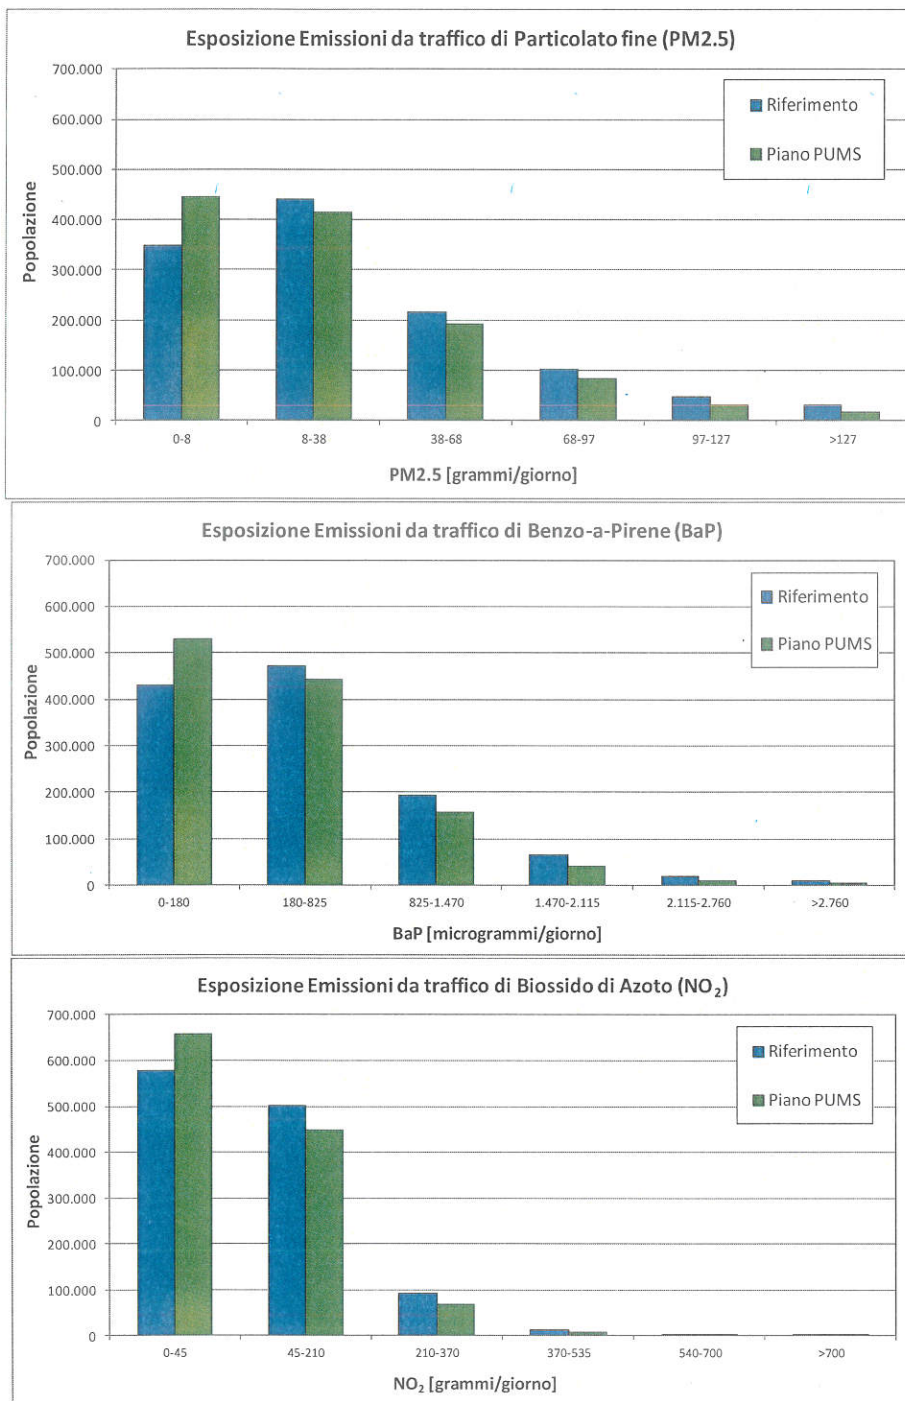 Esposizione Emissioni da traffico di Particolato fine (PM2.5)
700.000
600.000
500.000
400.000
300.000
200.000
100.000
0
Popolazione
Riferimento
Piano PUMS
0-8 8-38 38-68 68-97 97-127 >127
PM2.5 [grammi/giorno]
Esposizione Emissioni da traffico di Benzo-a-Pirene (BaP)
700.000
600.000
500.000
400.000
300.000
200.000
100.000
0
Popolazione
Riferimento
Piano PUMS
0-180 180-825 825-1.470 1.470-2.115 2.115-2.760 >2.760
BaP [microgrammi/giorno]
Esposizione Emissioni da traffico di Biossido di Azoto (NO₂)
700.000
600.000
500.000
400.000
300.000
200.000
100.000
0
Popolazione
Riferimento
Piano PUMS
0-45 45-210 210-370 370-535 540-700 >700
NO₂ [grammi/giorno]